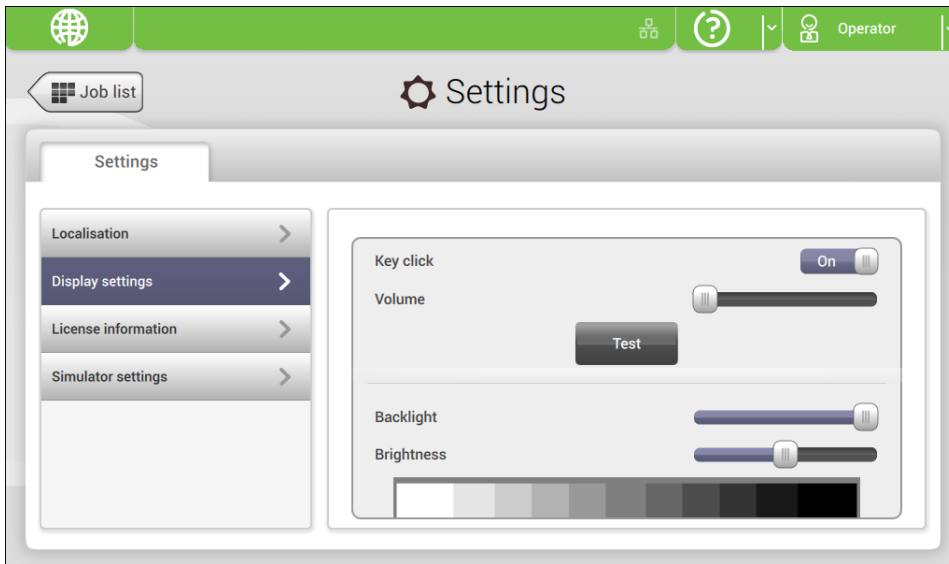 Operator
Job list
Settings
Settings
Localisation
Display settings
License information
Simulator settings
Key click
On
Volume
Test
Backlight
Brightness